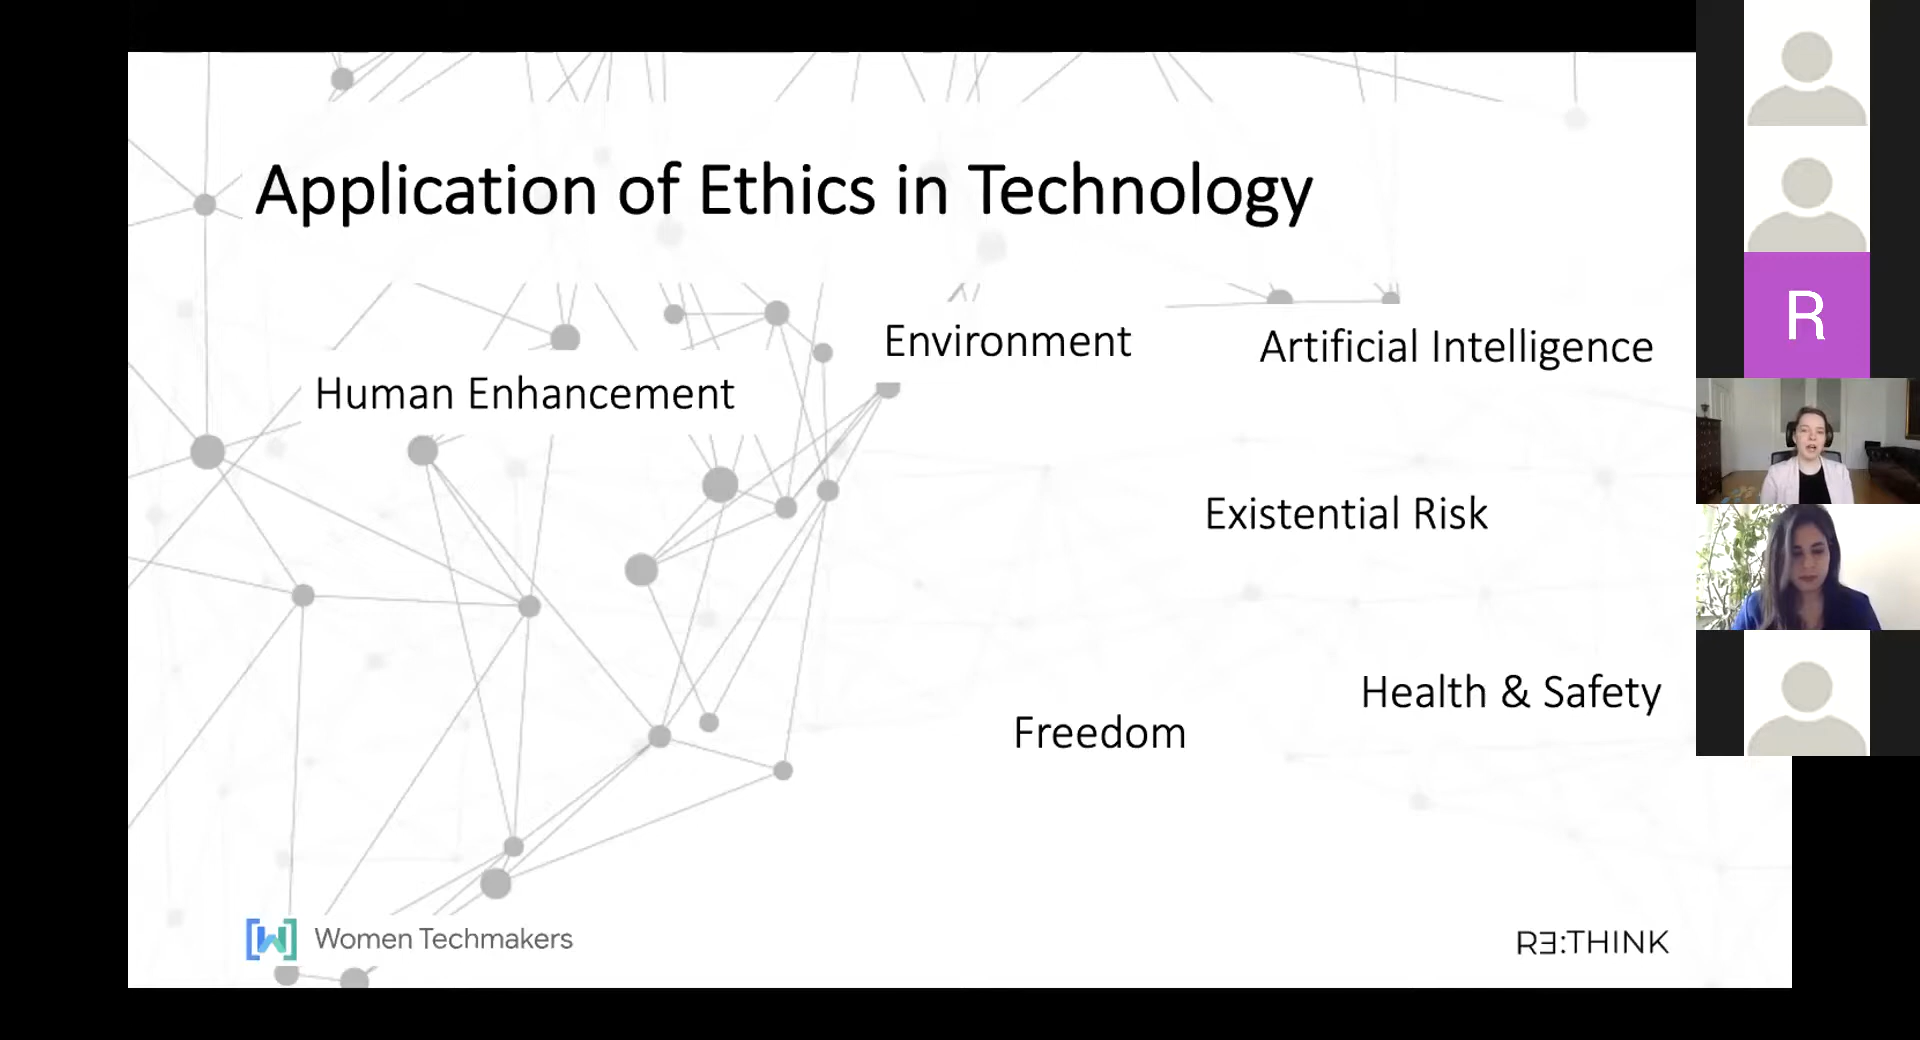 Application of Ethics in Technology
Environment
Artificial Intelligence
Human Enhancement
Existential Risk
Health & Safety
Freedom
[W] Women Techmakers
RƎ:THINK
R